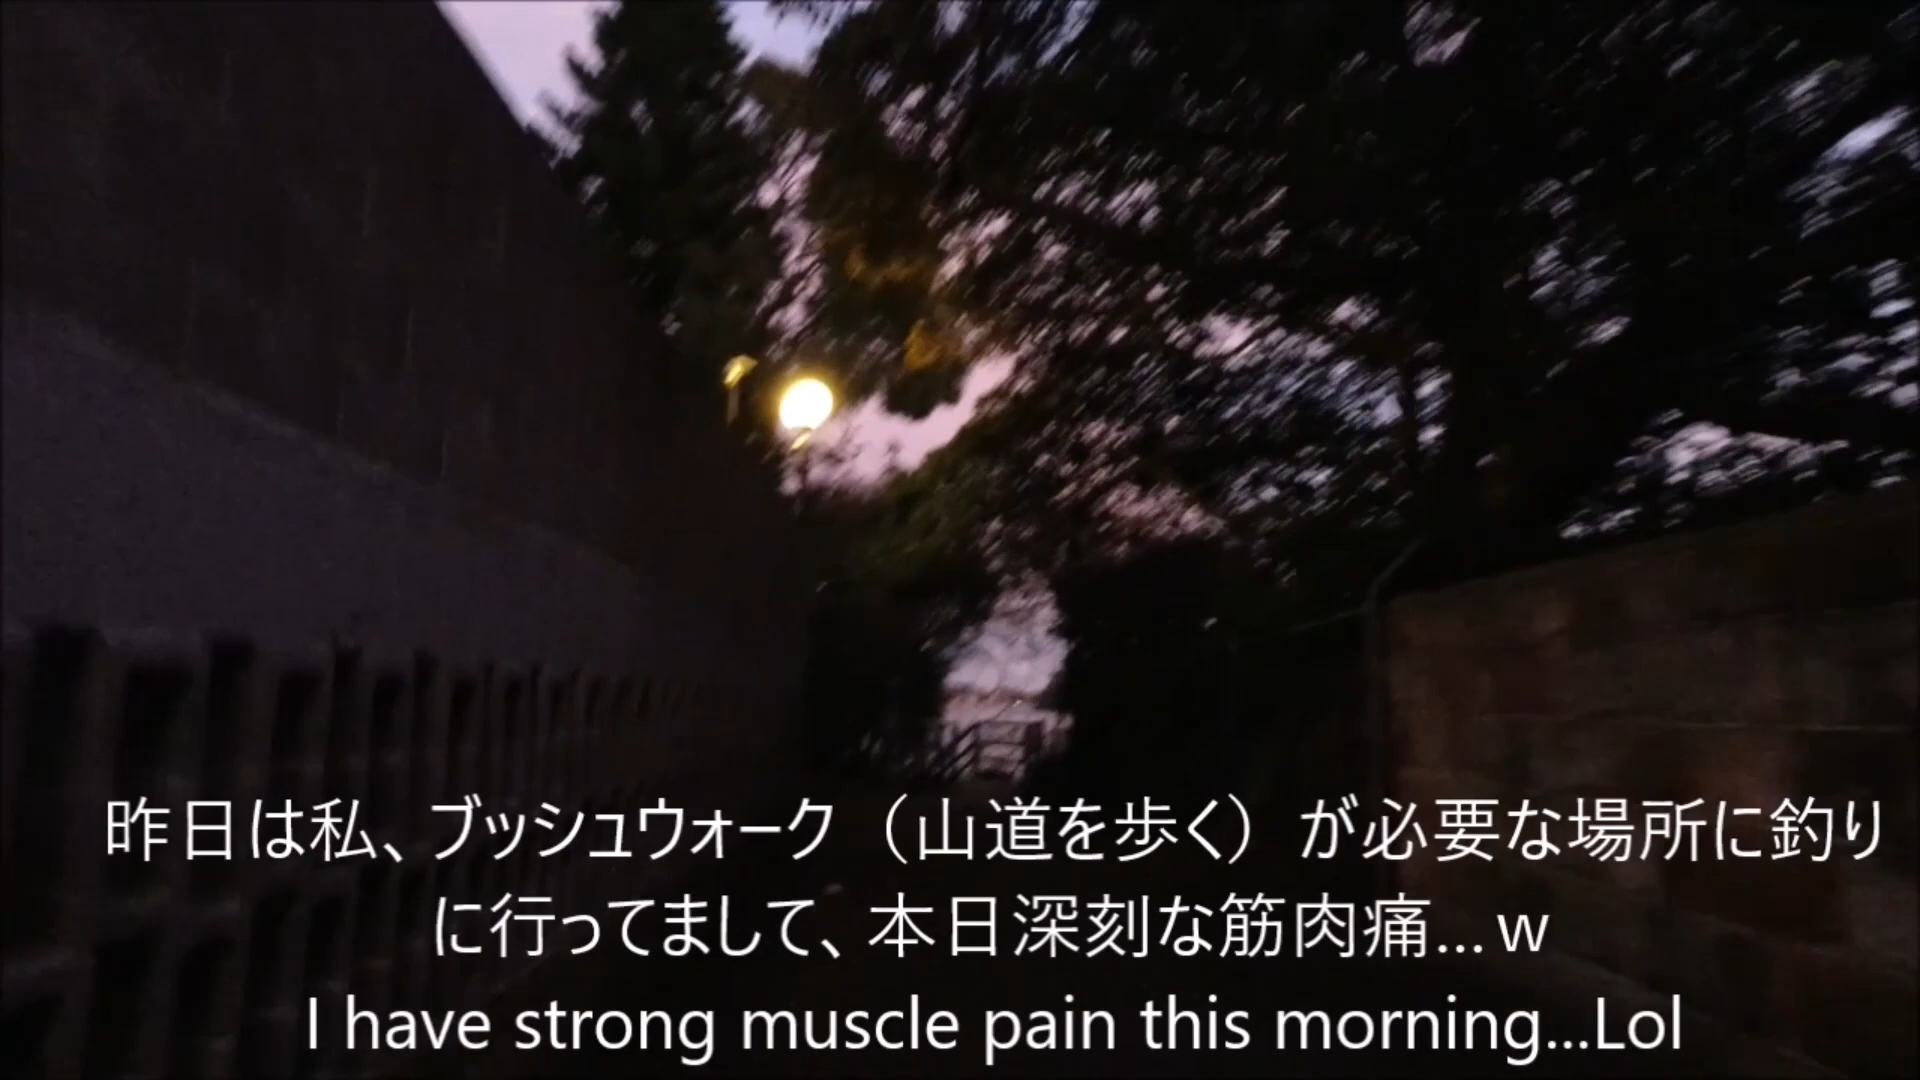 昨日は私、ブッシュウォーク（山道を歩く）が必要な場所に釣り
に行ってまして、本日深刻な筋肉痛…ｗ
I have strong muscle pain this morning...Lol